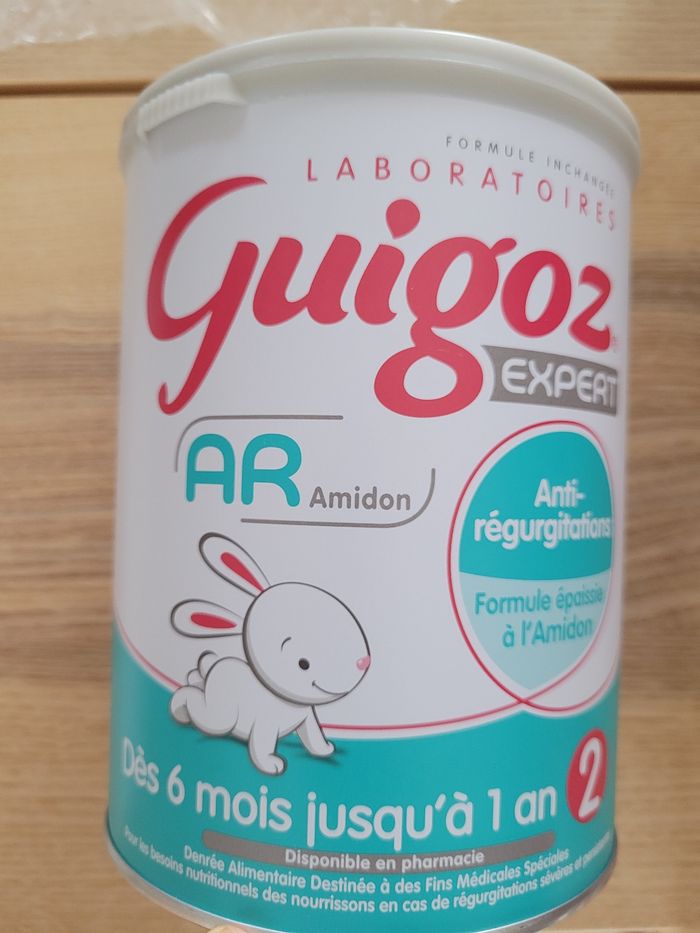 FORMULE INCHANGÉE
LABORATOIRES
Guigoz
EXPERT
AR Amidon
Anti-
régurgitations
Formule épaissie
à l'Amidon
Dès 6 mois jusqu'à 1 an 2
Disponible en pharmacie
Denrée Alimentaire Destinée à des Fins Médicales Spéciales
Pour les besoins nutritionnels des nourrissons en cas de régurgitations sévères et persistantes